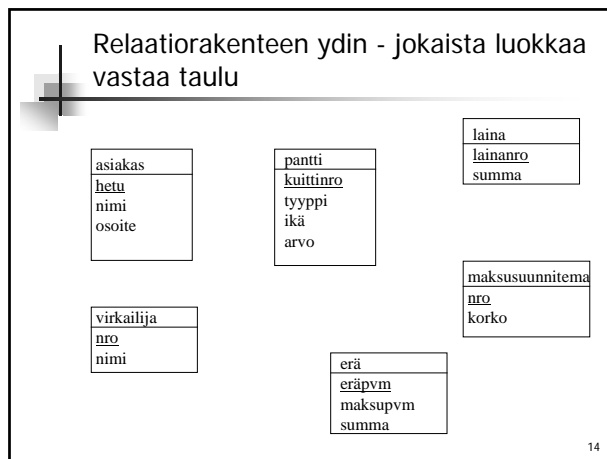 Relaatiorakenteen ydin - jokaista luokkaa
vastaa taulu
asiakas
hetu
nimi
osoite
pantti
kuittinro
tyyppi
ikä
arvo
laina
lainanro
summa
virkailija
nro
nimi
maksusuunnitema
nro
korko
erä
eräpvm
maksupvm
summa
14